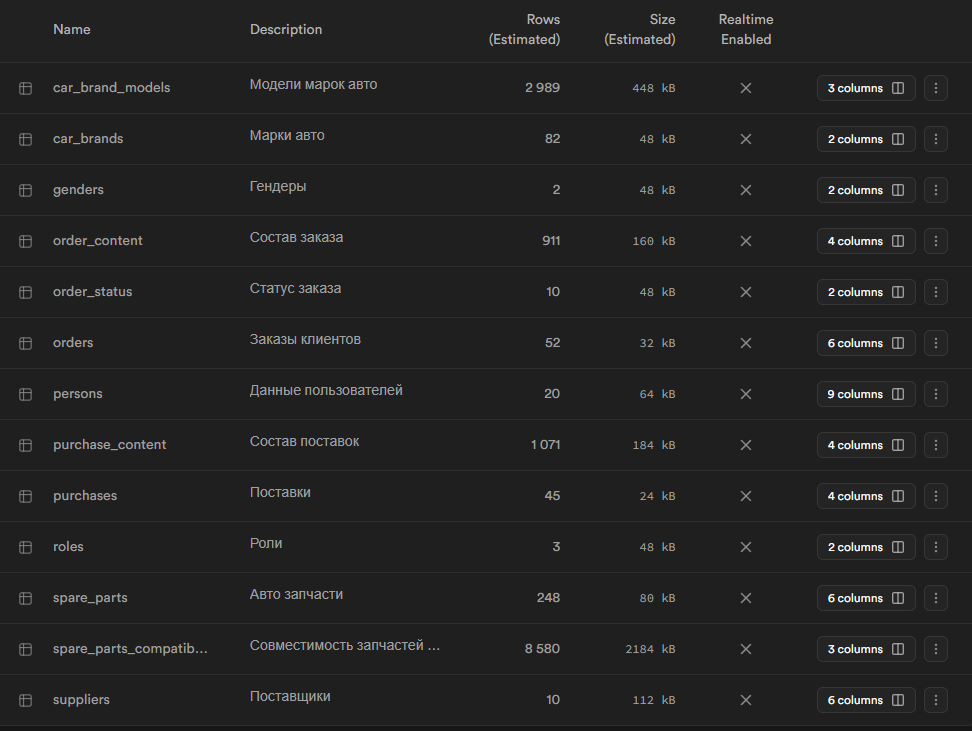 Name Description Rows (Estimated) Size (Estimated) Realtime Enabled
car_brand_models Модели марок авто 2 989 448 kB 3 columns
car_brands Марки авто 82 48 kB 2 columns
genders Гендеры 2 48 kB 2 columns
order_content Состав заказа 911 160 kB 4 columns
order_status Статус заказа 10 48 kB 2 columns
orders Заказы клиентов 52 32 kB 6 columns
persons Данные пользователей 20 64 kB 9 columns
purchase_content Состав поставок 1 071 184 kB 4 columns
purchases Поставки 45 24 kB 4 columns
roles Роли 3 48 kB 2 columns
spare_parts Авто запчасти 248 80 kB 6 columns
spare_parts_compatib... Совместимость запчастей ... 8 580 2184 kB 3 columns
suppliers Поставщики 10 112 kB 6 columns